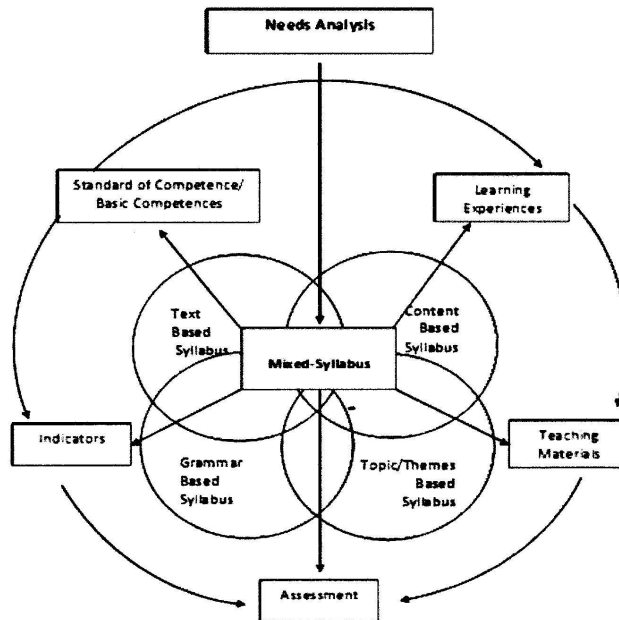 Needs Analysis
Standard of Competence/
Basic Competences
Learning
Experiences
Text
Based
Syllabus
Content
Based
Syllabus
Mixed-Syllabus
Indicators
Grammar
Based
Syllabus
Topic/Themes
Based
Syllabus
Teaching
Materials
Assessment